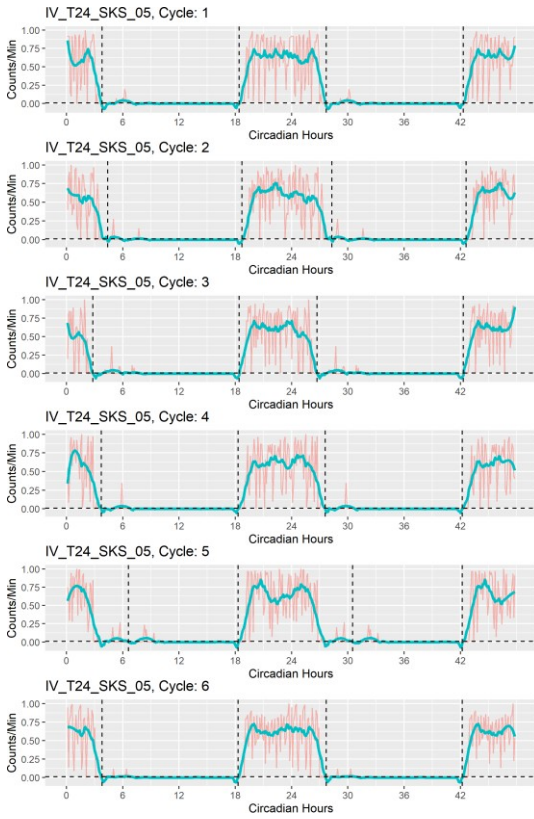 IV_T24_SKS_05, Cycle: 1
Counts/Min
1.00
0.75
0.50
0.25
0.00
0 6 12 18 24 30 36 42
Circadian Hours
IV_T24_SKS_05, Cycle: 2
Counts/Min
1.00
0.75
0.50
0.25
0.00
0 6 12 18 24 30 36 42
Circadian Hours
IV_T24_SKS_05, Cycle: 3
Counts/Min
1.00
0.75
0.50
0.25
0.00
0 6 12 18 24 30 36 42
Circadian Hours
IV_T24_SKS_05, Cycle: 4
Counts/Min
1.00
0.75
0.50
0.25
0.00
0 6 12 18 24 30 36 42
Circadian Hours
IV_T24_SKS_05, Cycle: 5
Counts/Min
1.00
0.75
0.50
0.25
0.00
0 6 12 18 24 30 36 42
Circadian Hours
IV_T24_SKS_05, Cycle: 6
Counts/Min
1.00
0.75
0.50
0.25
0.00
0 6 12 18 24 30 36 42
Circadian Hours